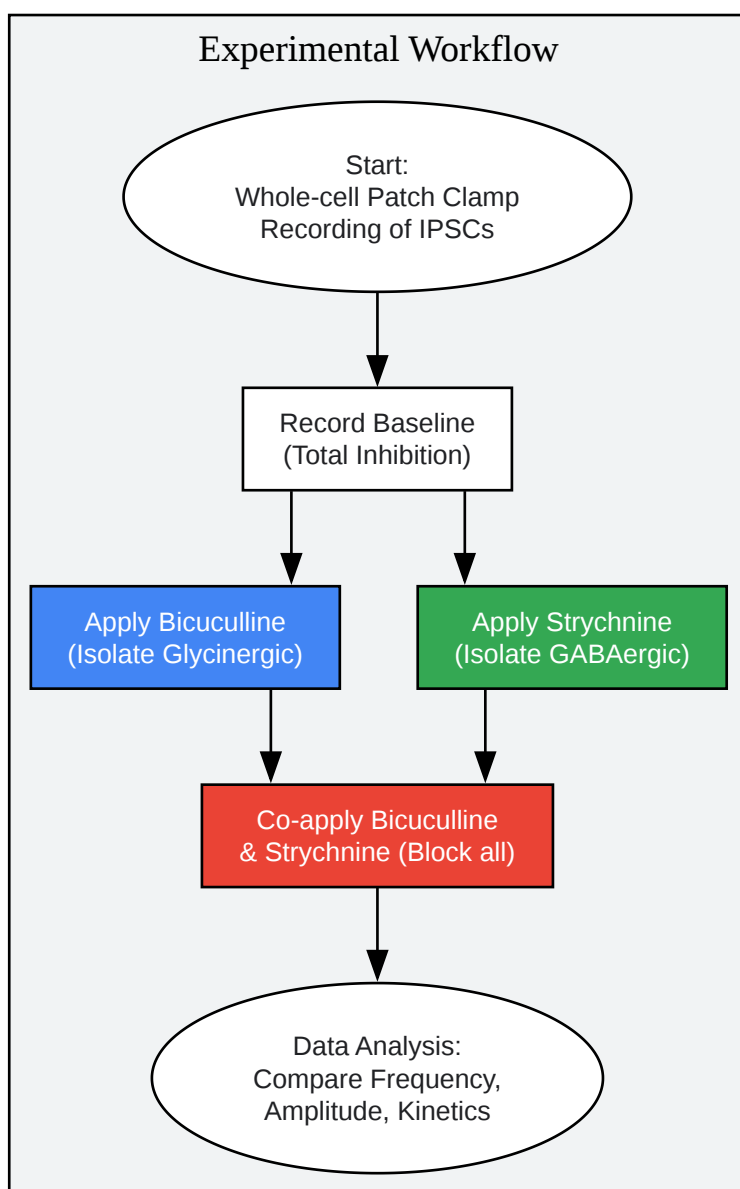 Experimental Workflow
Start:
Whole-cell Patch Clamp
Recording of IPSCs
Record Baseline
(Total Inhibition)
Apply Bicuculline
(Isolate Glycinergic)
Apply Strychnine
(Isolate GABAergic)
Co-apply Bicuculline
& Strychnine (Block all)
Data Analysis:
Compare Frequency,
Amplitude, Kinetics